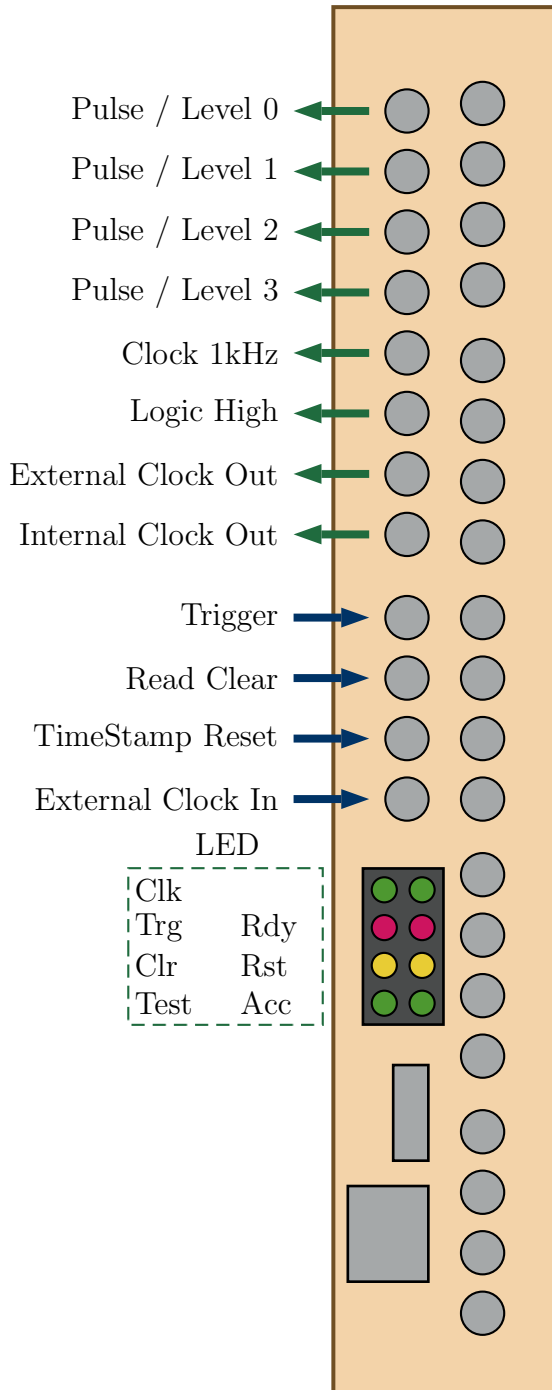 Pulse / Level 0
Pulse / Level 1
Pulse / Level 2
Pulse / Level 3
Clock 1kHz
Logic High
External Clock Out
Internal Clock Out
Trigger
Read Clear
TimeStamp Reset
External Clock In
LED
Clk
Trg Rdy
Clr Rst
Test Acc